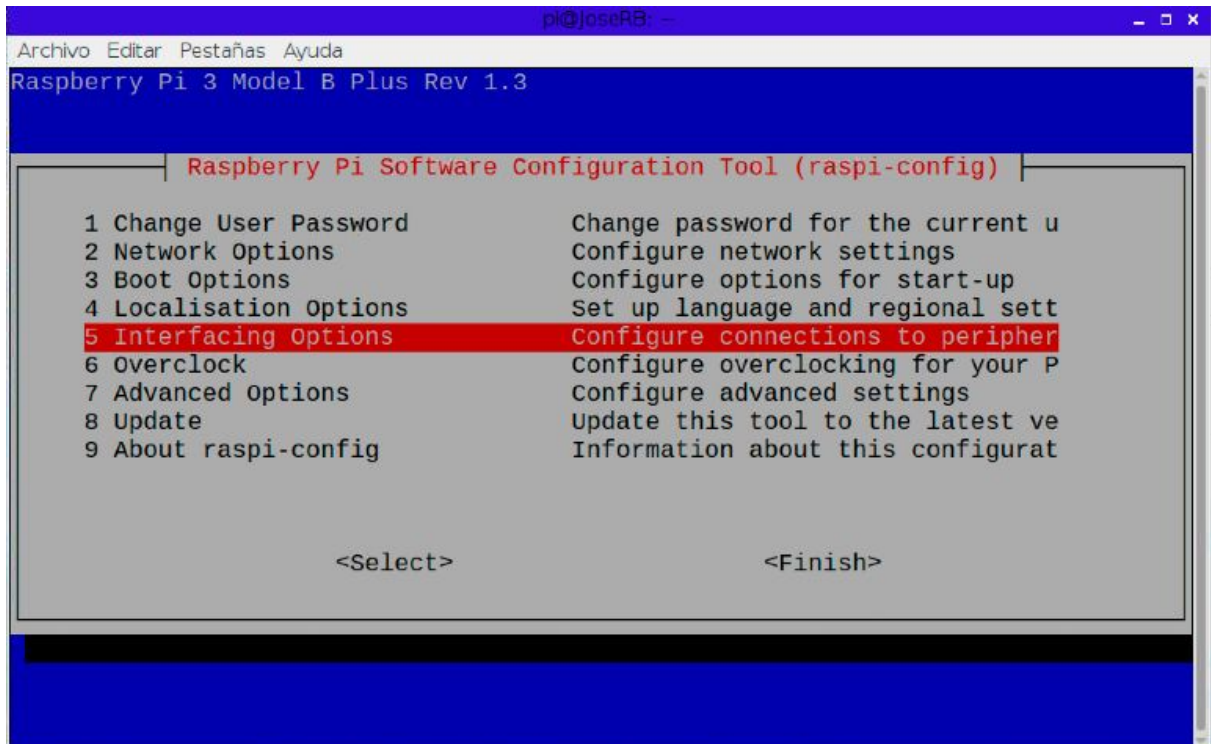 pi@joseRB: ~
Archivo Editar Pestañas Ayuda
Raspberry Pi 3 Model B Plus Rev 1.3
Raspberry Pi Software Configuration Tool (raspi-config)
1 Change User Password Change password for the current u
2 Network Options Configure network settings
3 Boot Options Configure options for start-up
4 Localisation Options Set up language and regional sett
5 Interfacing Options Configure connections to peripher
6 Overclock Configure overclocking for your P
7 Advanced Options Configure advanced settings
8 Update Update this tool to the latest ve
9 About raspi-config Information about this configurat
<Select> <Finish>